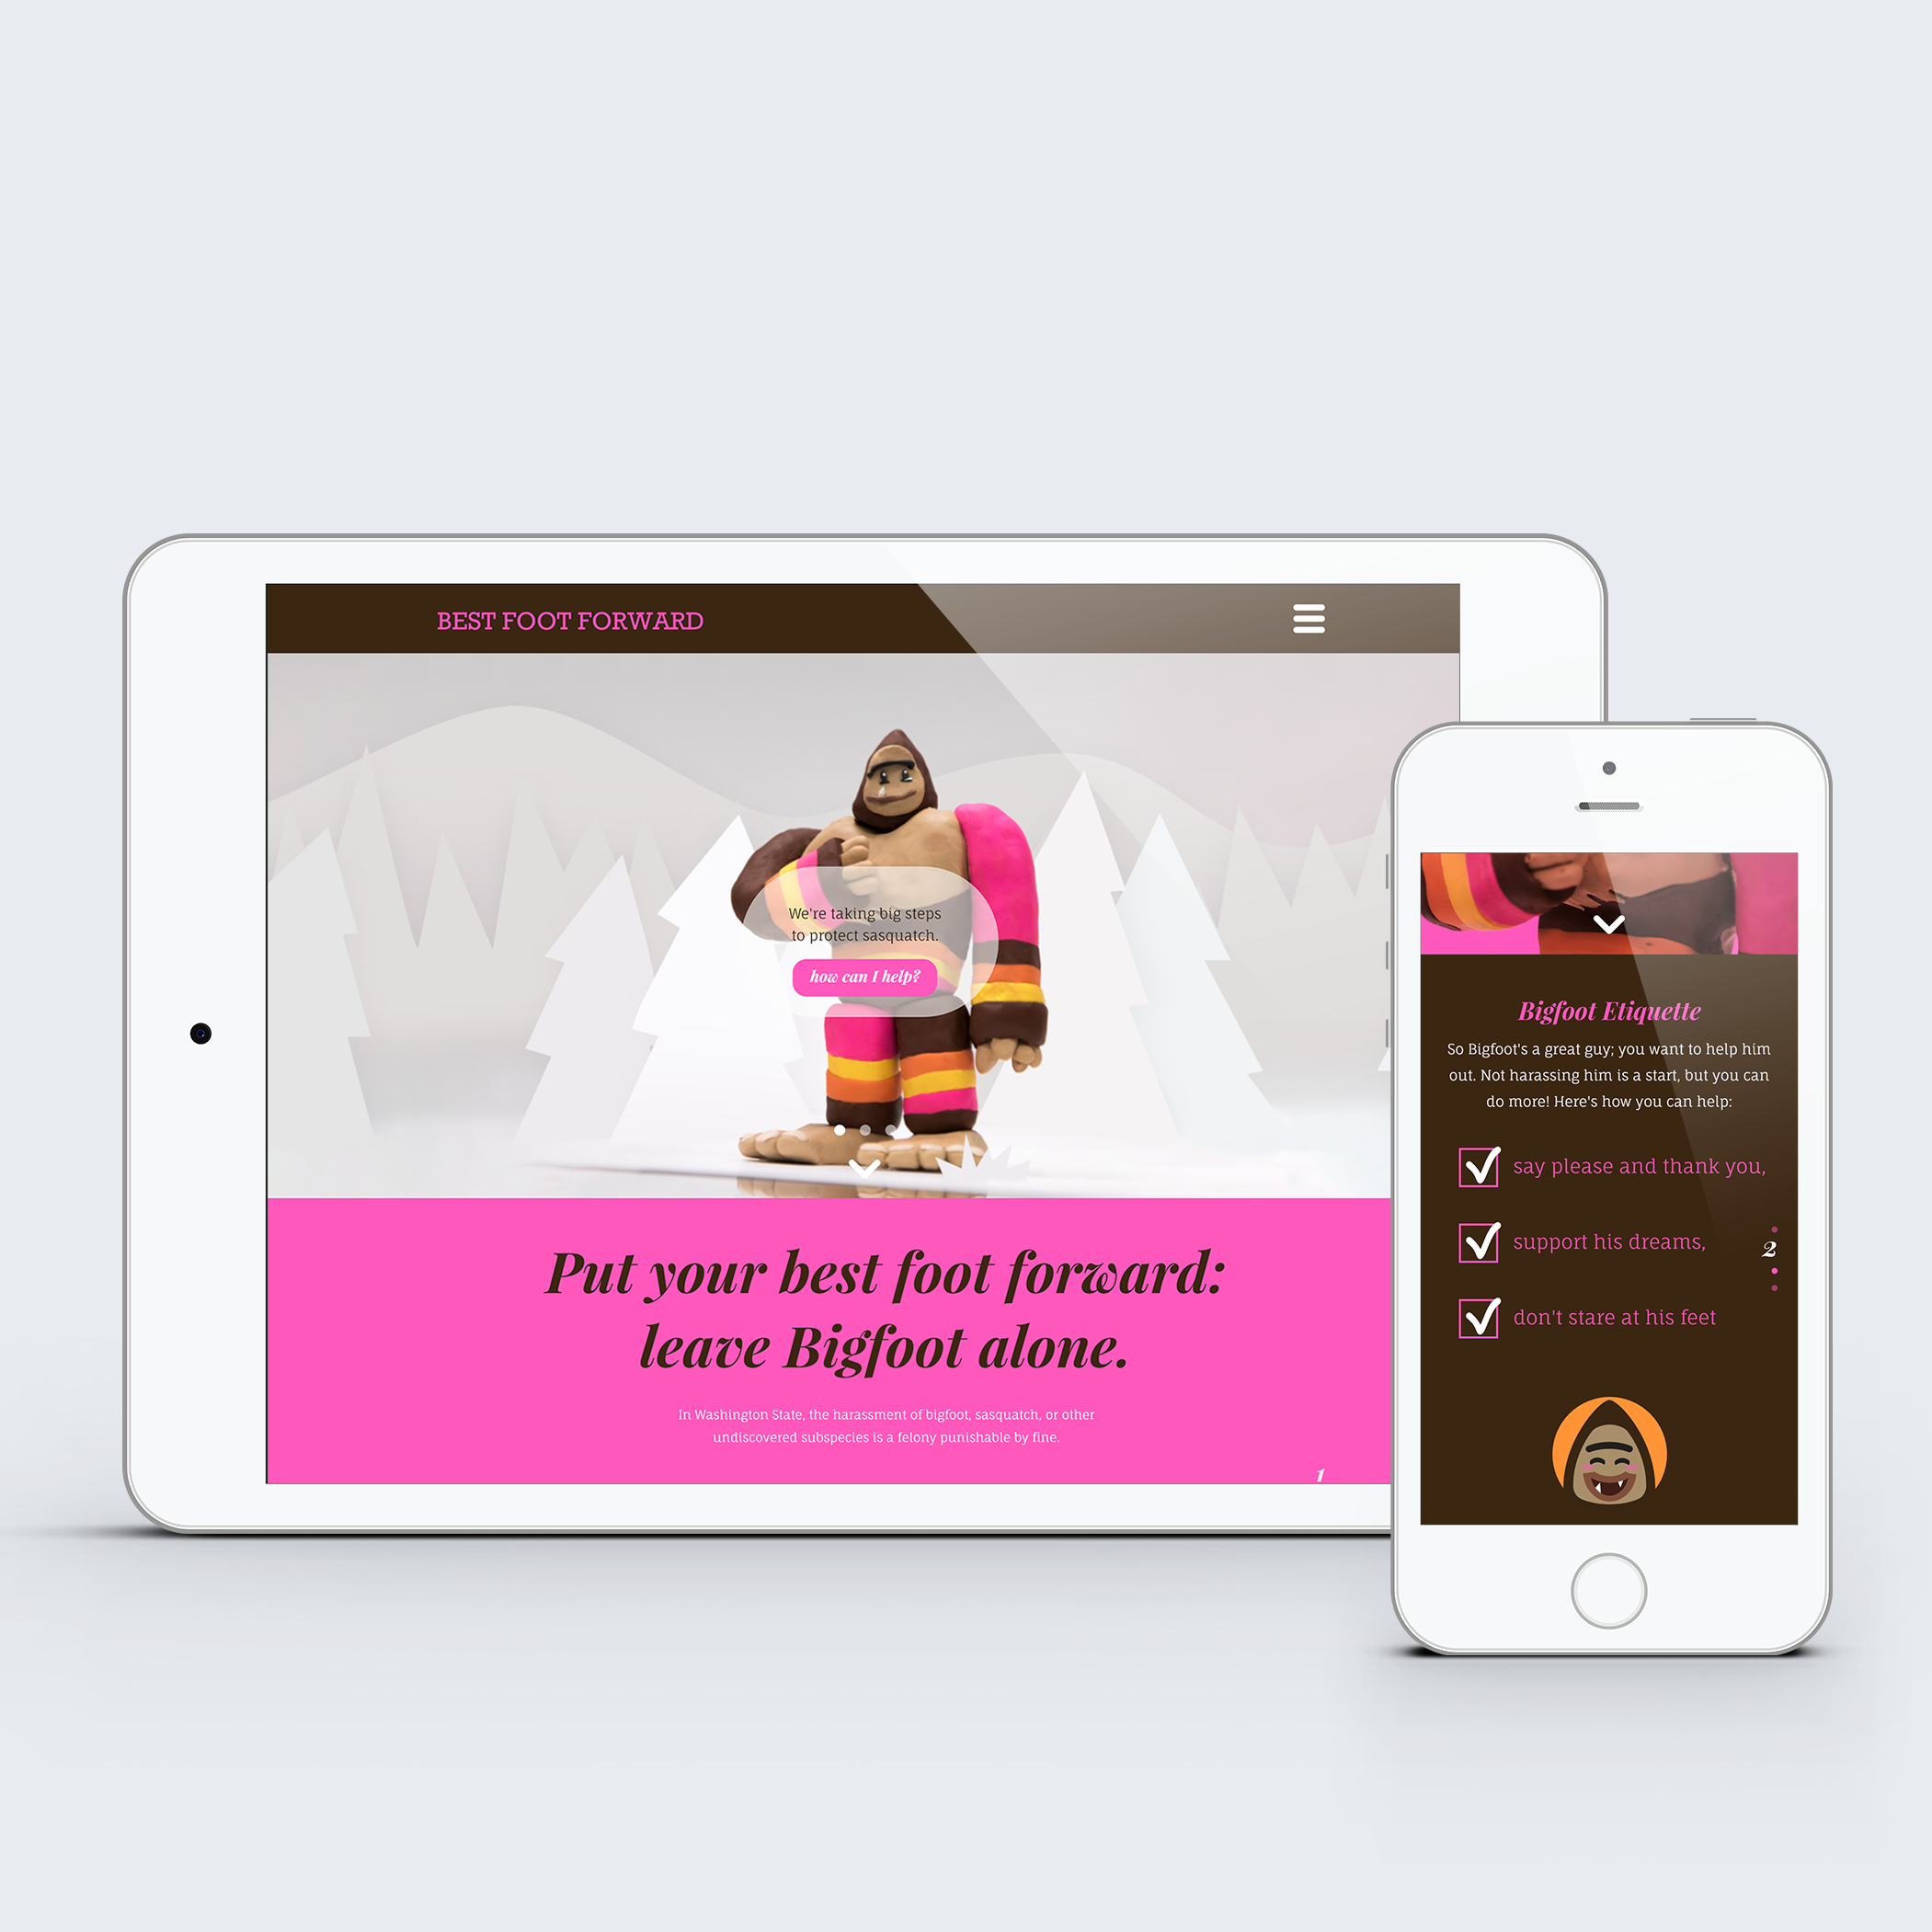 BEST FOOT FORWARD
We're taking big steps
to protect sasquatch.
how can I help?
Put your best foot forward:
leave Bigfoot alone.
In Washington State, the harassment of bigfoot, sasquatch, or other
undiscovered subspecies is a felony punishable by fine.
1
Bigfoot Etiquette
So Bigfoot's a great guy; you want to help him
out. Not harassing him is a start, but you can
do more! Here's how you can help:
say please and thank you,
support his dreams,
2
don't stare at his feet